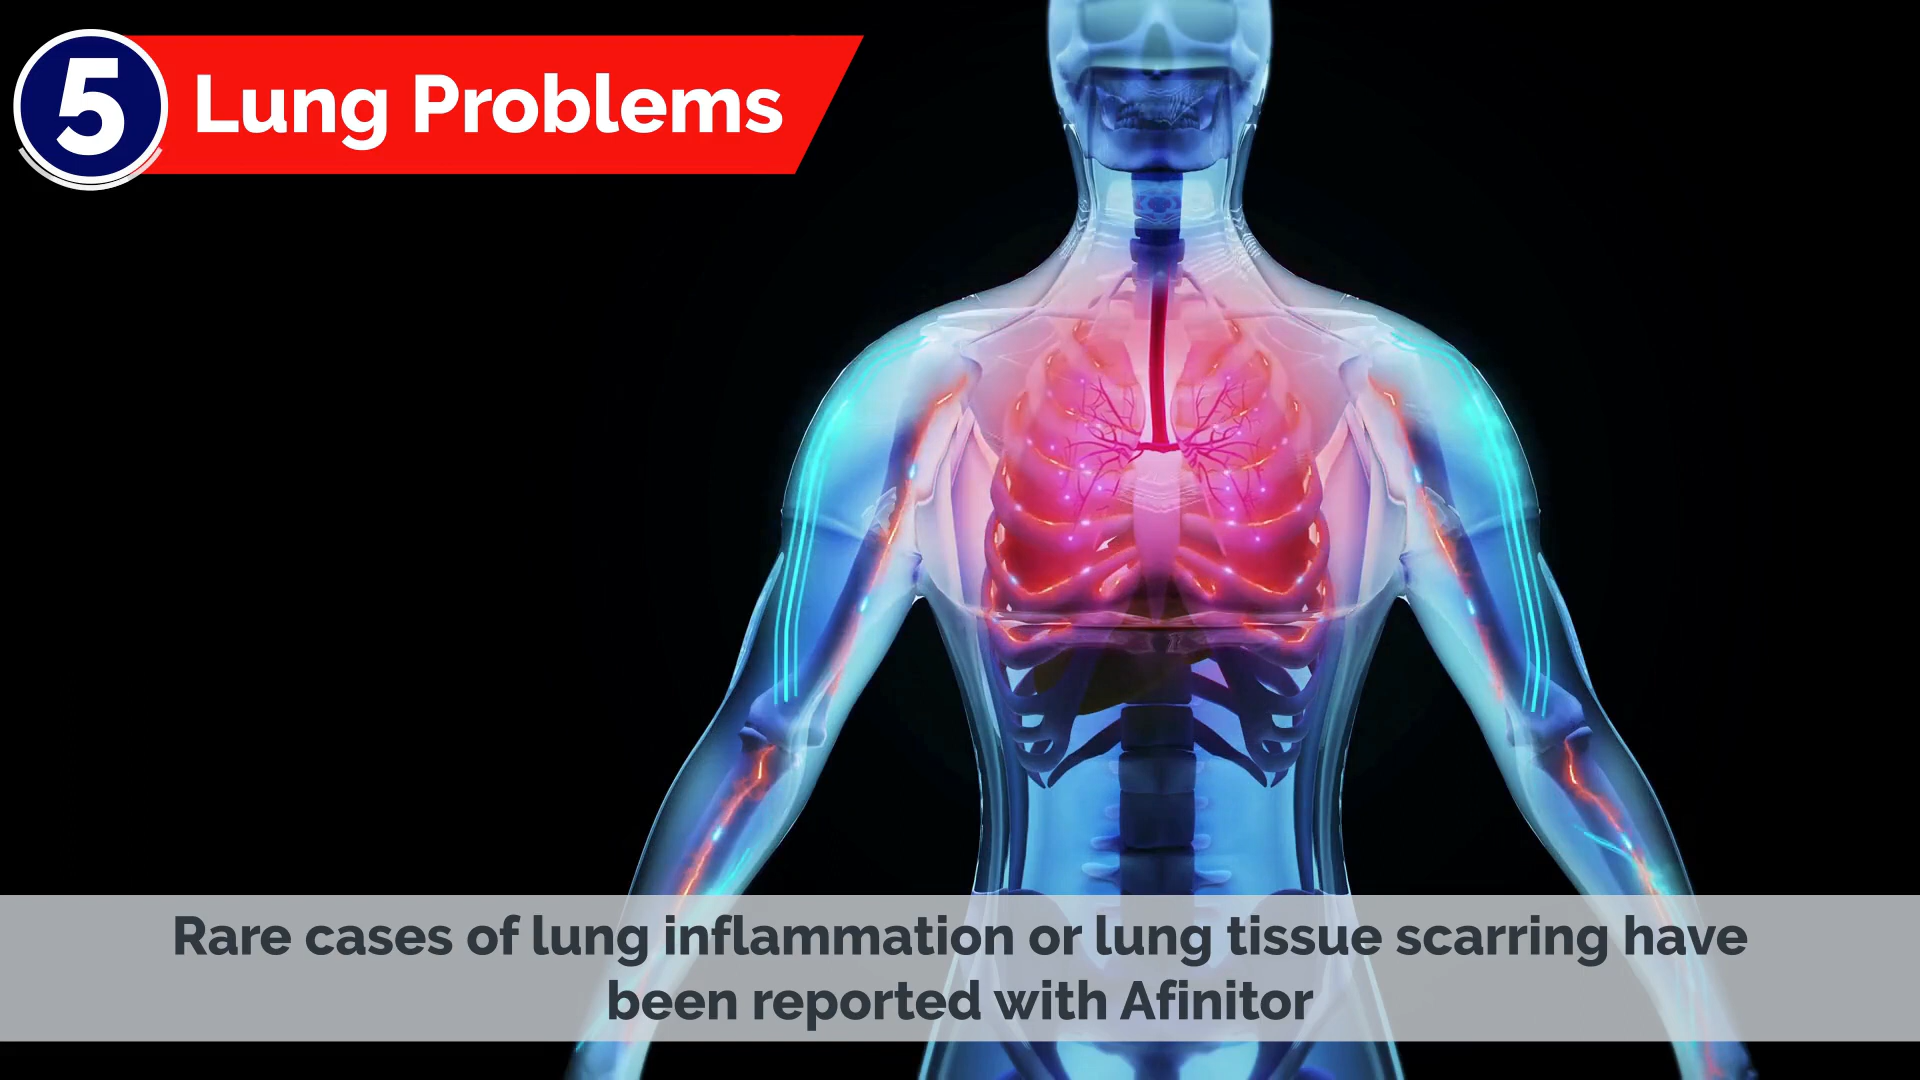 5
Lung Problems
Rare cases of lung inflammation or lung tissue scarring have
been reported with Afinitor